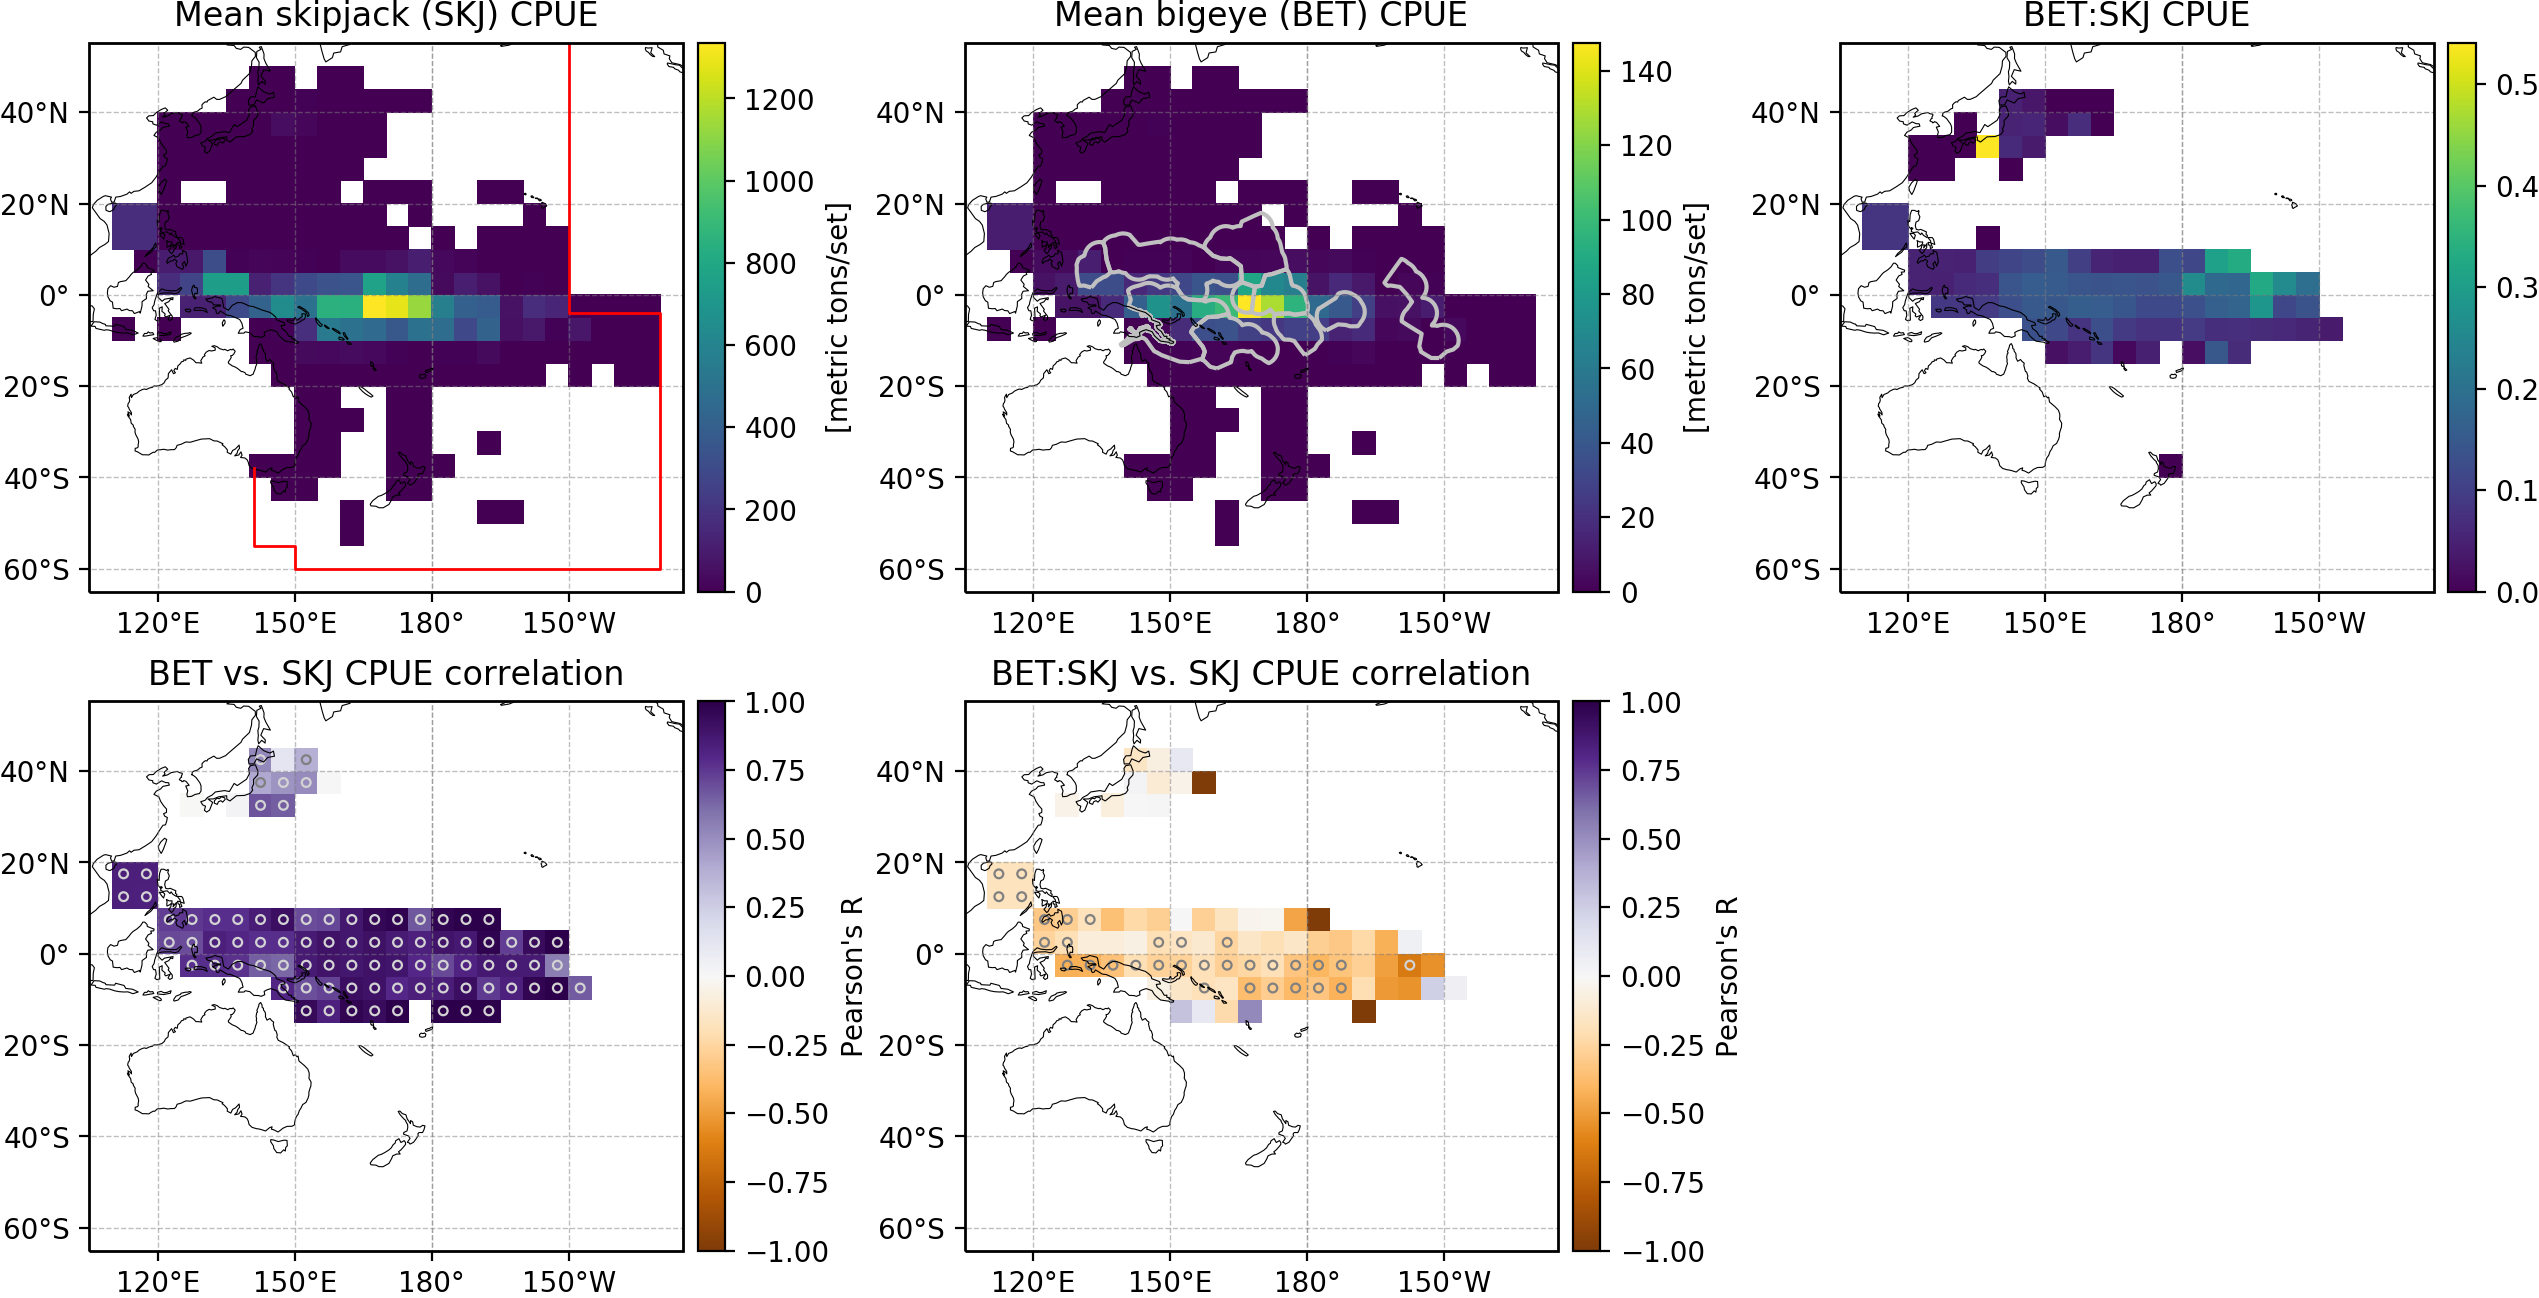 Mean skipjack (SKJ) CPUE
40°N
20°N
0°
20°S
40°S
60°S
120°E 150°E 180° 150°W
1200
1000
800
600
400
200
0
[metric tons/set]
Mean bigeye (BET) CPUE
40°N
20°N
0°
20°S
40°S
60°S
120°E 150°E 180° 150°W
140
120
100
80
60
40
20
0
[metric tons/set]
BET:SKJ CPUE
40°N
20°N
0°
20°S
40°S
60°S
120°E 150°E 180° 150°W
0.5
0.4
0.3
0.2
0.1
0.0
BET vs. SKJ CPUE correlation
40°N
20°N
0°
20°S
40°S
60°S
120°E 150°E 180° 150°W
1.00
0.75
0.50
0.25
0.00
−0.25
−0.50
−0.75
−1.00
Pearson's R
BET:SKJ vs. SKJ CPUE correlation
40°N
20°N
0°
20°S
40°S
60°S
120°E 150°E 180° 150°W
1.00
0.75
0.50
0.25
0.00
−0.25
−0.50
−0.75
−1.00
Pearson's R